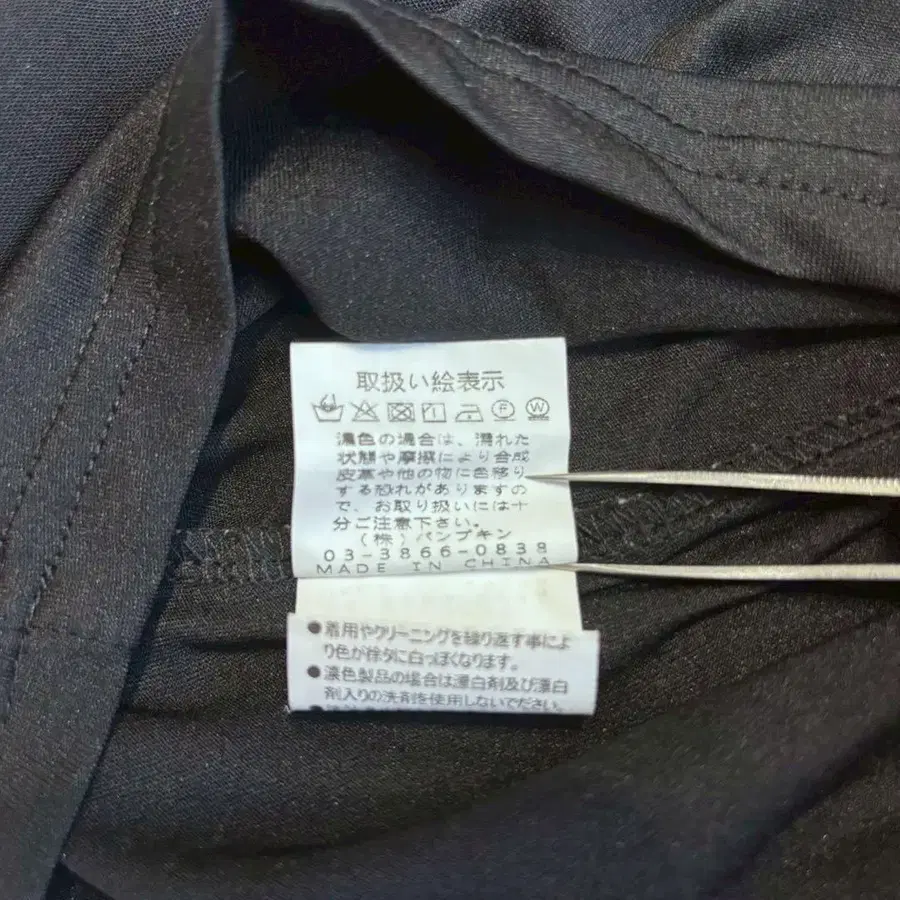 取扱い絵表示
濃色の場合は、濡れた
状態や摩擦により合成
皮革や他の物に色移り
する恐れがありますの
で、お取り扱いには十
分ご注意下さい。
(株)パンプキン
03-3866-0838
MADE IN CHINA
●着用やクリーニングを繰り返す事によ
り色が徐々に白っぽくなります。
●濃色製品の場合は漂白剤及び漂白
剤入りの洗剤を使用しないでください。